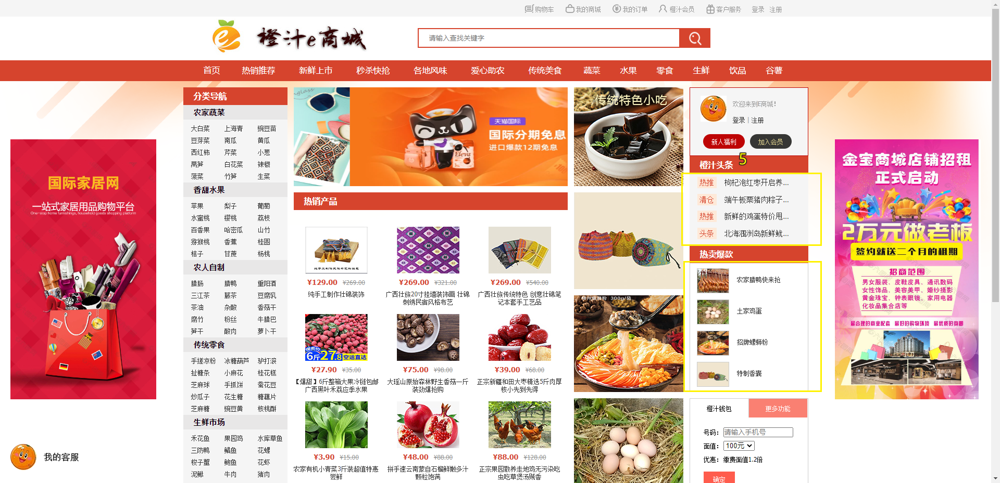 购物车 我的商城 我的订单 橙汁会员 客户服务 登录 注册
橙汁e商城
请输入查找关键字
首页 热销推荐 新鲜上市 秒杀快抢 各地风味 爱心助农 传统美食 蔬菜 水果 零食 生鲜 饮品 谷薯
国际家居网
一站式家居用品购物平台
One-stop home furnishings, household goods shopping platform
我的客服
分类导航
农家蔬菜
大白菜 上海青 豌豆苗
豆芽菜 南瓜 黄瓜
西红柿 芹菜 小葱
莴笋 白花菜 辣椒
菠菜 竹笋 生菜
香甜水果
苹果 梨子 葡萄
水蜜桃 樱桃 荔枝
百香果 哈密瓜 山竹
猕猴桃 香蕉 桂圆
桔子 甘蔗 杨桃
农人自制
腊肠 腊鸭 重阳酒
三江茶 藤茶 豆腐乳
茶油 杂酸 香菇干
腐竹 粉丝 牛腊巴
笋干 酸肉 萝卜干
传统零食
手搓凉粉 冰糖葫芦 驴打滚
扯糖条 小麻花 桂花糕
芝麻球 手抓饼 蚕花豆
炒瓜子 花生糖 糖藕片
芝麻糖 豌豆黄 核桃酥
生鲜市场
禾花鱼 果园鸡 水库草鱼
三防鸭 鲳鱼 花螺
梭子蟹 鲍鱼 花虾
泥鳅 牛肉 猪肉
天猫国际
国际分期免息
进口爆款12期免息
Eleva
热销产品
纯手工制作民族布艺料经卷
¥129.00 ¥269.00
纯手工制作壮锦装饰
¥269.00 ¥321.00
广西壮族20寸挂墙装饰画 壮锦
刺绣民宿风格布艺
¥269.00 ¥540.00
广西壮族传统特色 创意壮锦笔
记本套手工艺品
爆卖价
6斤27.8 空运直达
¥27.90 ¥35.00
【爆甜】6斤整箱大果冷链包邮
广西黑叶禾荔应季水果
¥75.00 ¥98.00
大瑶山原始森林野生香菇一斤
装劲爆抢购
¥39.00 ¥68.00
正宗新疆和田大枣精选5斤肉厚
核小先到先得
¥3.90 ¥15.00
农家有机小青菜3斤装超值特惠
尝鲜
¥48.00 ¥88.00
拼手速云南蒙自石榴鲜嫩多汁
颗粒饱满
¥88.00 ¥128.00
正宗果园散养走地鸡无污染吃
虫吃草煲汤贼香
传统特色小吃
柳州螺狮粉 300g/袋
欢迎来到E商城！
登录 | 注册
新人福利 加入会员
橙汁头条 5
热推 枸杞泡红枣开启养...
清仓 端午板栗猪肉粽子...
热推 新鲜的鸡蛋特价甩...
头条 北海涠洲岛新鲜鱿...
热卖爆款
农家腊鸭快来抢
土家鸡蛋
招牌螺蛳粉
特制香囊
橙汁钱包 更多功能
号码： 请输入手机号
面值： 100元
优惠： 缴费面值1.2倍
确定
金宝商城店铺招租
正式启动
2万元做老板
签约就送二个月的租期
招商范围
男女服装、皮鞋皮具、通讯数码
女性饰品、美容美甲、婚纱摄影
黄金珠宝、钟表眼镜、家用电器
化妆品集合店等
最合理的商业配套 最好的购物环境 最优质的商圈